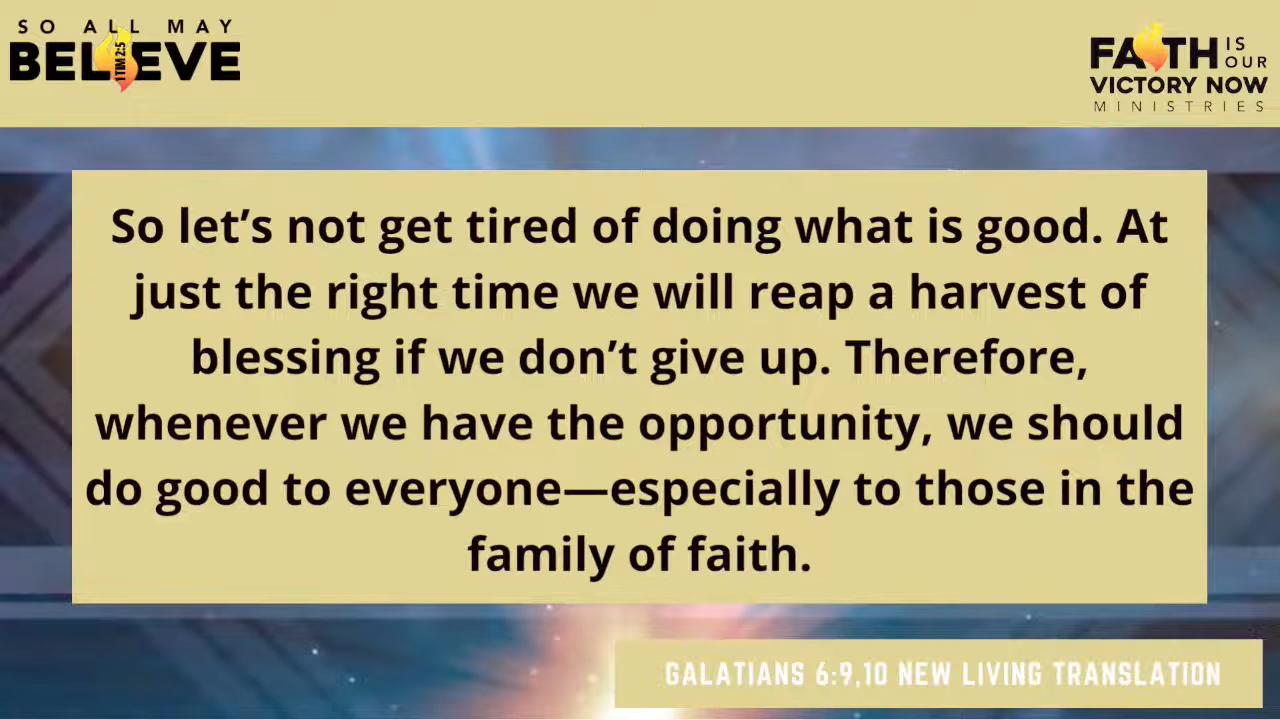 SO ALL MAY
BELIEVE
1 TIM 2:5
FAITH IS OUR
VICTORY NOW
MINISTRIES
So let’s not get tired of doing what is good. At
just the right time we will reap a harvest of
blessing if we don’t give up. Therefore,
whenever we have the opportunity, we should
do good to everyone—especially to those in the
family of faith.
GALATIANS 6:9,10 NEW LIVING TRANSLATION